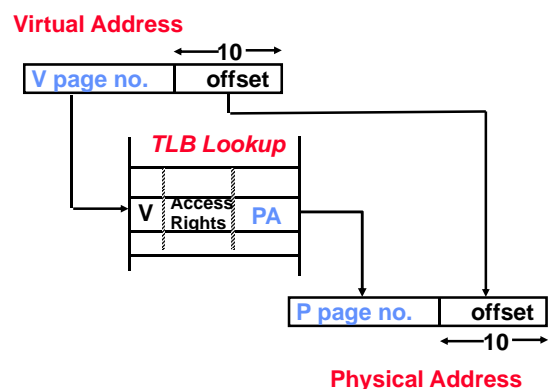 Virtual Address
10
V page no. offset
TLB Lookup
V Access Rights PA
P page no. offset
10
Physical Address